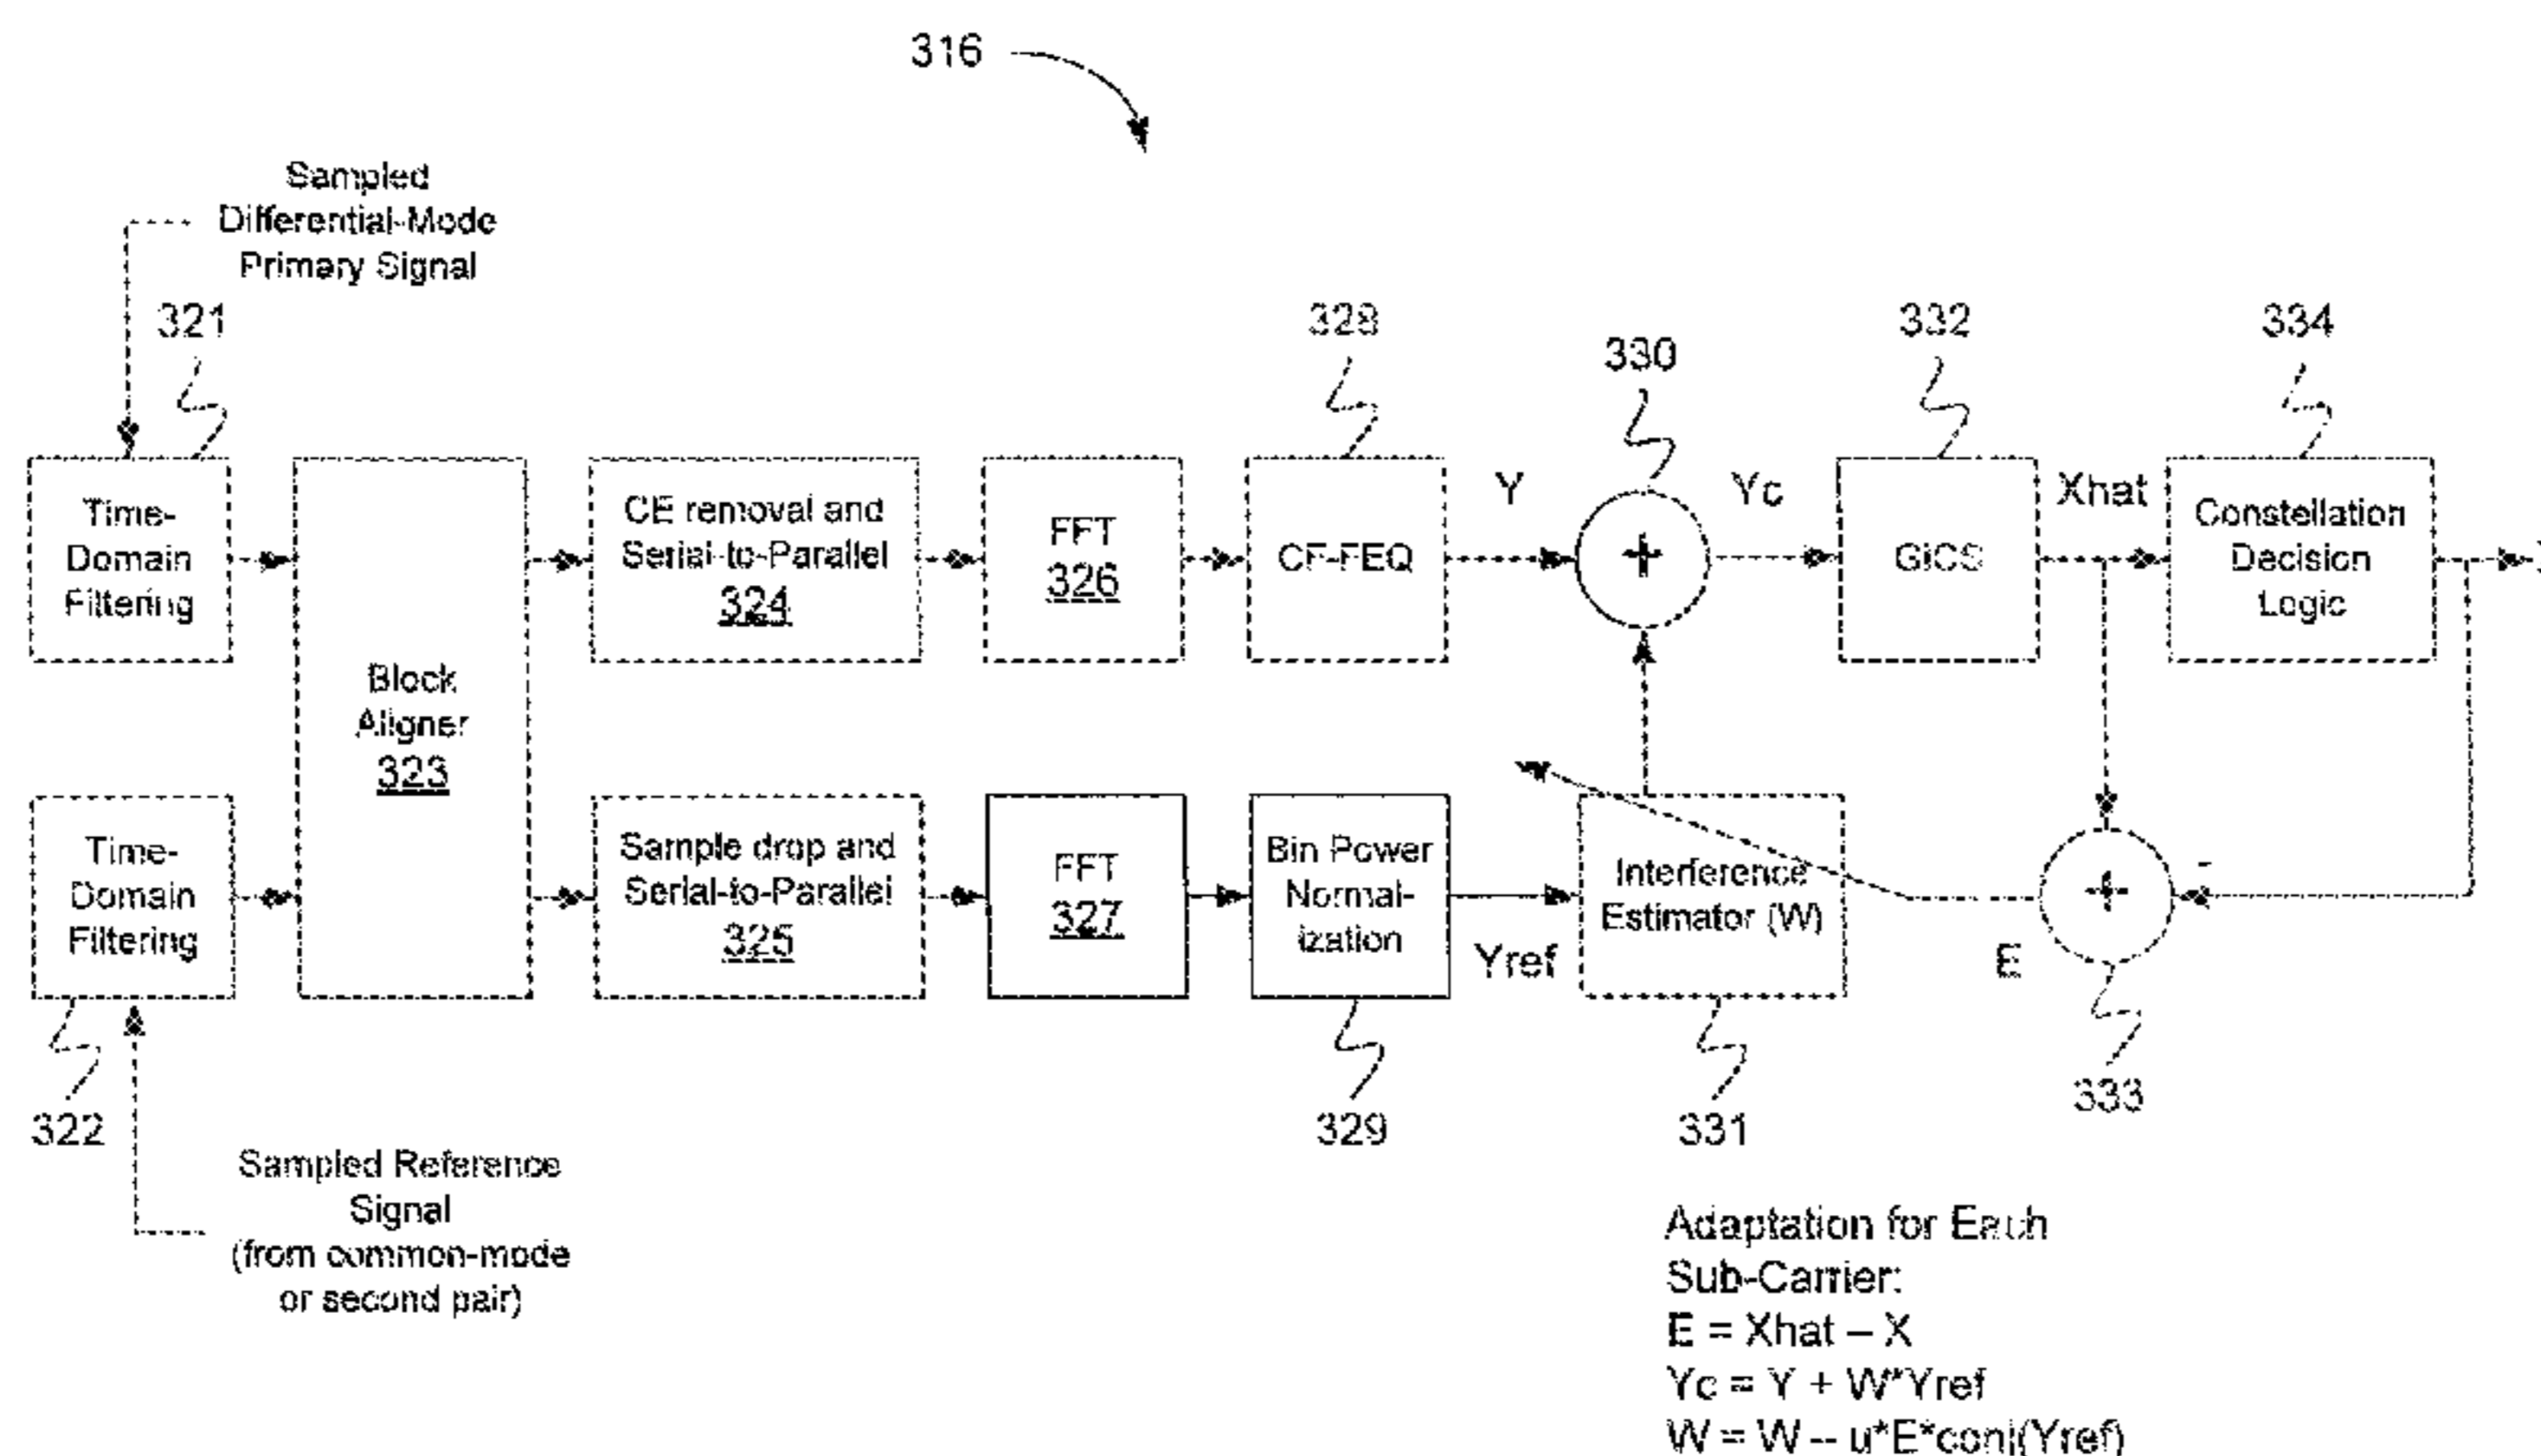 316
Sampled
Differential-Mode
Primary Signal
321
328
330
332
334
Time-
Domain
Filtering
Block
Aligner
323
CE removal and
Serial-to-Parallel
324
FFT
326
CF-FEQ
Y
+
Yc
GICS
Xhat
Constellation
Decision
Logic
Time-
Domain
Filtering
Sample drop and
Serial-to-Parallel
325
FFT
327
Bin Power
Normal-
ization
Yref
Interference
Estimator (W)
E
+
-
322
329
331
333
Sampled Reference
Signal
(from common-mode
or second pair)
Adaptation for Each
Sub-Carrier:
E = Xhat – X
Yc = Y + W*Yref
W = W – u*E*conj(Yref)